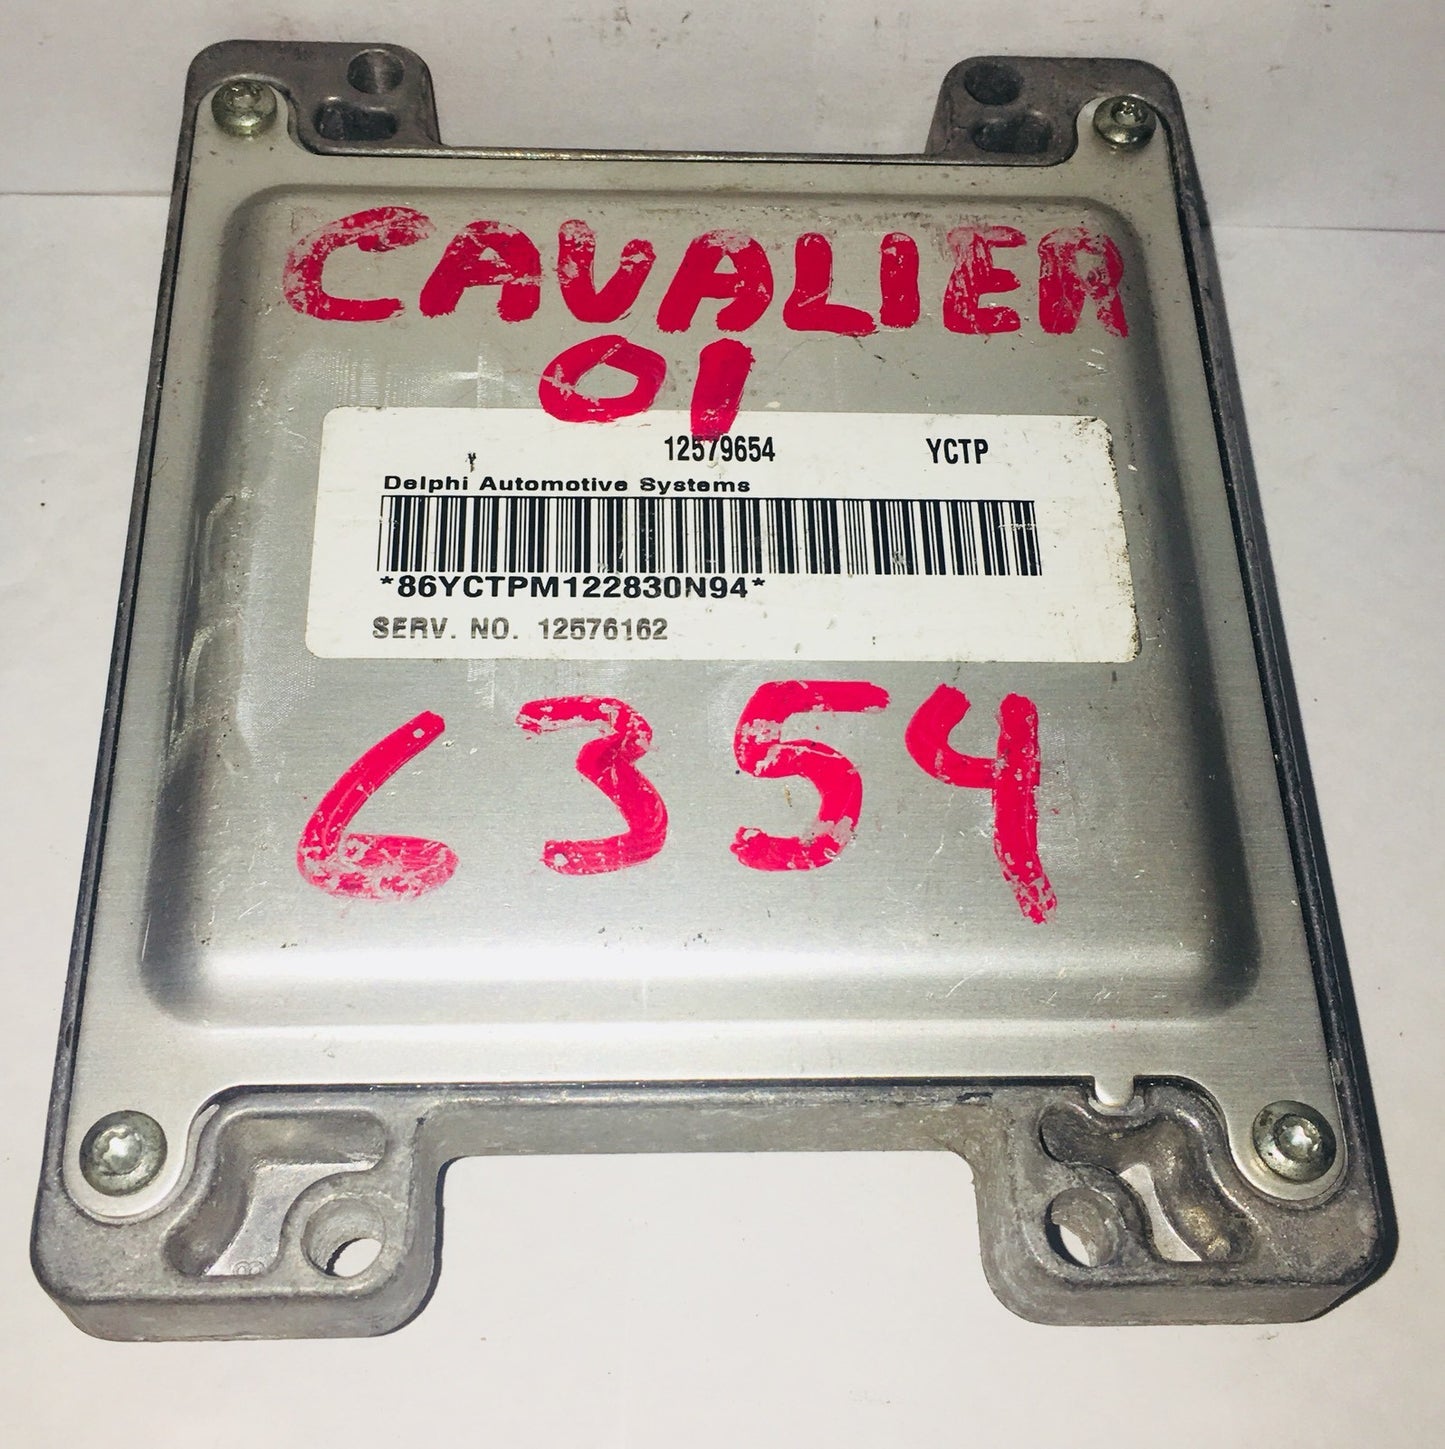 CAVALIER
01
12579654 YCTP
Y
Delphi Automotive Systems
*86YCTPM122830N94*
SERV. NO. 12576162
6354